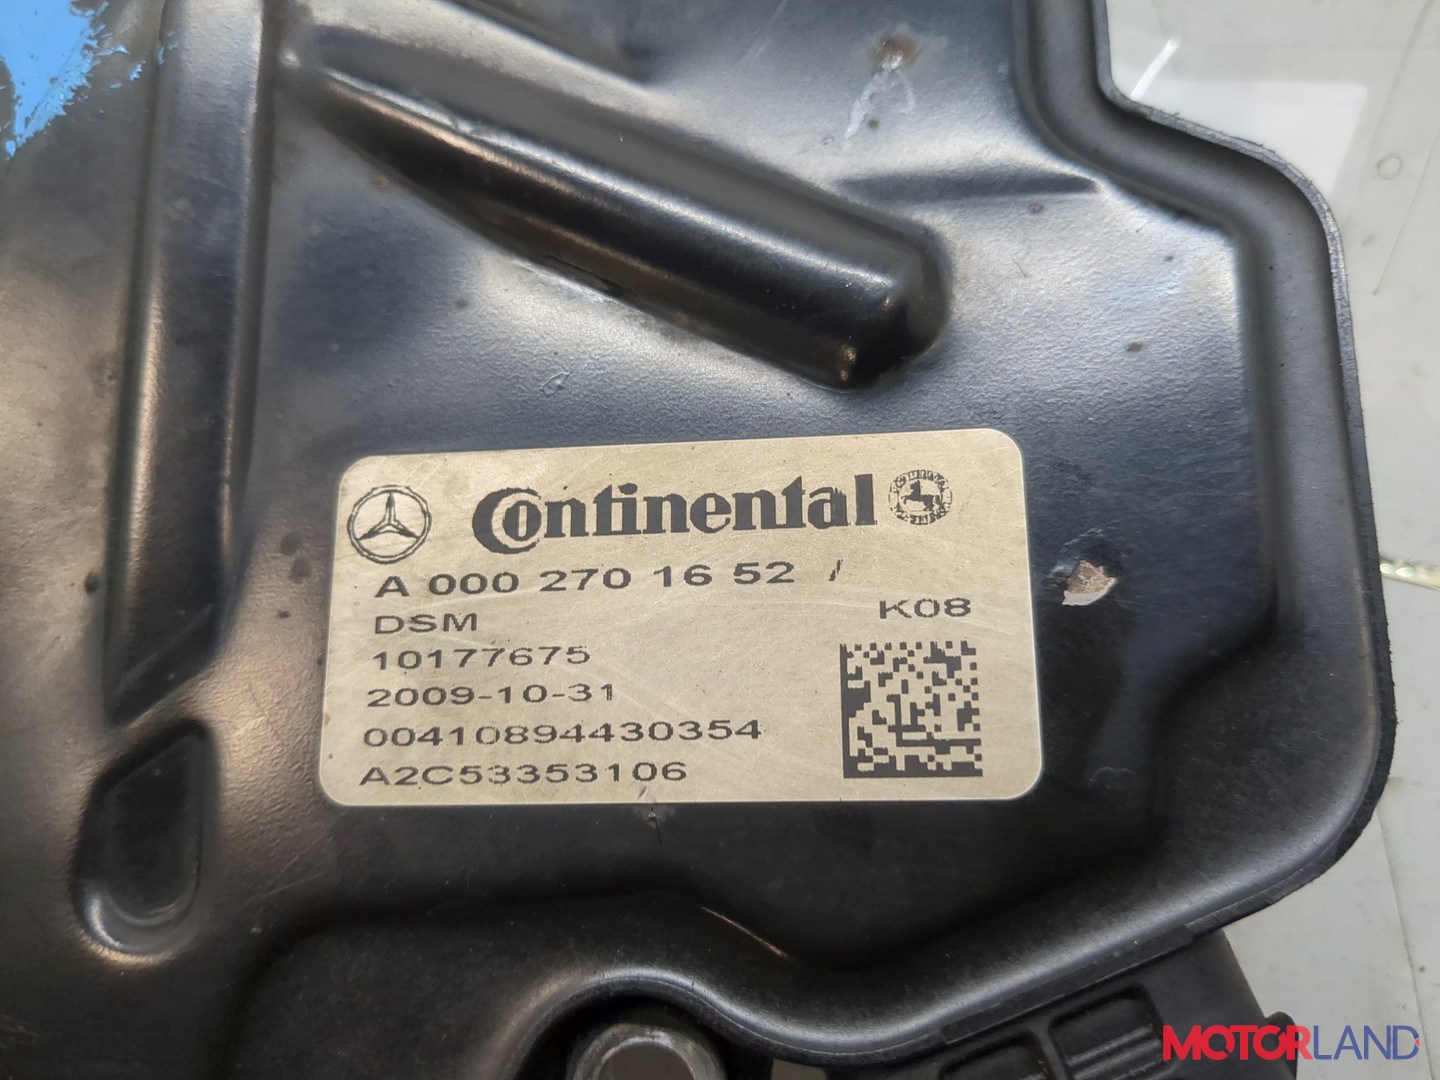 Continental
A 000 270 16 52 /
DSM
K08
10177675
2009-10-31
00410894430354
A2C53353106
MOTORLAND